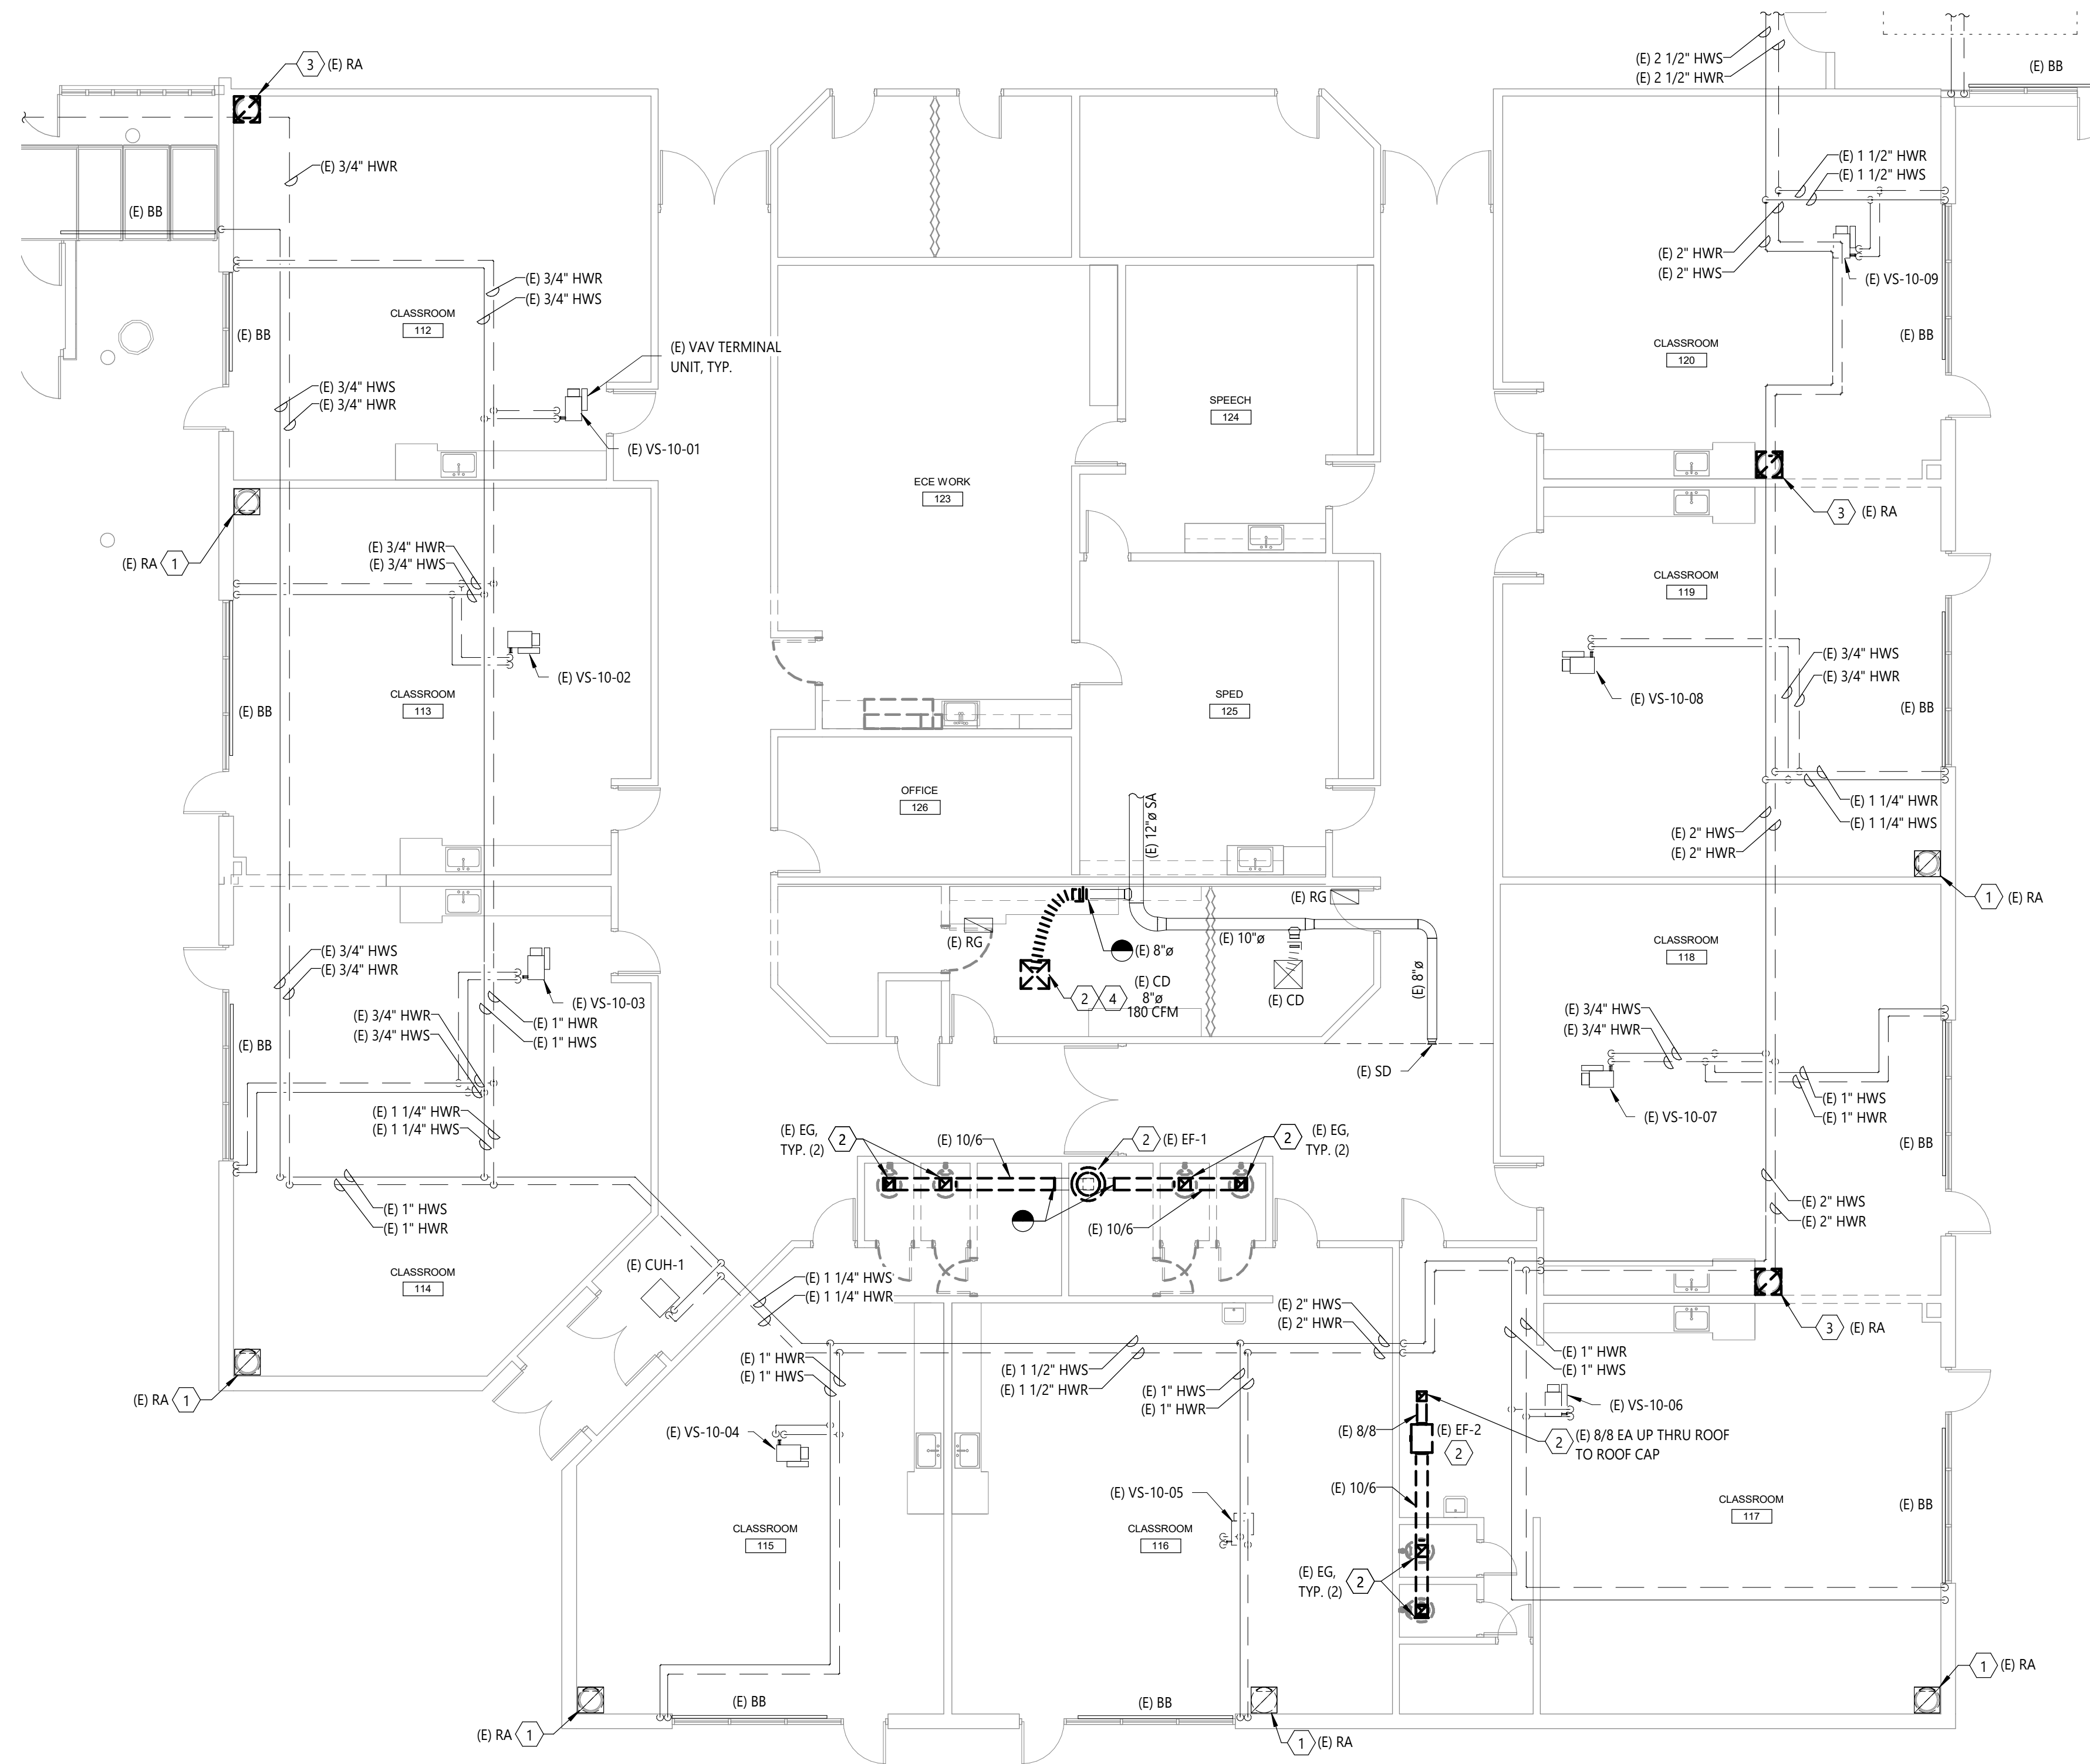 3 (E) RA
(E) 3/4" HWR
(E) BB
(E) 3/4" HWR
(E) 3/4" HWS
CLASSROOM
112
(E) BB
(E) VAV TERMINAL
UNIT, TYP.
(E) 3/4" HWS
(E) 3/4" HWR
(E) VS-10-01
(E) RA 1
(E) 3/4" HWR
(E) 3/4" HWS
(E) VS-10-02
CLASSROOM
113
(E) BB
(E) 3/4" HWS
(E) 3/4" HWR
(E) VS-10-03
(E) 3/4" HWR
(E) 3/4" HWS
(E) 1" HWR
(E) 1" HWS
(E) BB
(E) 1 1/4" HWR
(E) 1 1/4" HWS
(E) 1" HWS
(E) 1" HWR
CLASSROOM
114
(E) RA 1
(E) CUH-1
ECE WORK
123
SPEECH
124
SPED
125
OFFICE
126
(E) 12"ø SA
(E) RG
(E) RG
(E) 8"ø
(E) 10"ø
(E) 8"ø
2 4
(E) CD
8"ø
180 CFM
(E) CD
(E) SD
(E) EG,
TYP. (2)
2
(E) 10/6
2 (E) EF-1
2
(E) EG,
TYP. (2)
(E) 10/6
(E) 1 1/4" HWS
(E) 1 1/4" HWR
(E) 2" HWS
(E) 2" HWR
(E) 1" HWR
(E) 1" HWS
(E) 1 1/2" HWS
(E) 1 1/2" HWR
(E) 1" HWS
(E) 1" HWR
(E) VS-10-04
CLASSROOM
115
(E) BB
(E) RA 1
(E) VS-10-05
CLASSROOM
116
(E) BB
1 (E) RA
(E) 8/8
(E) EF-2
2
2
(E) 8/8 EA UP THRU ROOF
TO ROOF CAP
(E) 10/6
(E) EG,
TYP. (2)
2
(E) 2 1/2" HWS
(E) 2 1/2" HWR
(E) BB
(E) 1 1/2" HWR
(E) 1 1/2" HWS
(E) 2" HWR
(E) 2" HWS
(E) VS-10-09
CLASSROOM
120
(E) BB
3 (E) RA
CLASSROOM
119
(E) 3/4" HWS
(E) 3/4" HWR
(E) VS-10-08
(E) BB
(E) 1 1/4" HWR
(E) 1 1/4" HWS
(E) 2" HWS
(E) 2" HWR
1 (E) RA
CLASSROOM
118
(E) 3/4" HWS
(E) 3/4" HWR
(E) VS-10-07
(E) 1" HWS
(E) 1" HWR
(E) BB
(E) 2" HWS
(E) 2" HWR
3 (E) RA
(E) 1" HWR
(E) 1" HWS
(E) VS-10-06
CLASSROOM
117
(E) BB
1 (E) RA